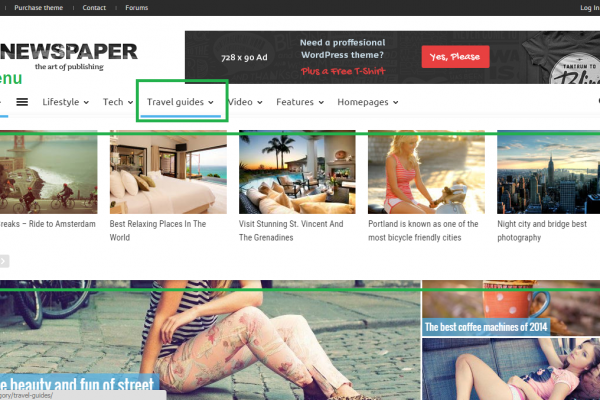 Purchase theme Contact Forums Log In
NEWSPAPER
the art of publishing
728 x 90 Ad
Need a proffesional
WordPress theme?
Plus a Free T-Shirt
Yes, Please
TANTRUM TO
enu
Lifestyle Tech Travel guides Video Features Homepages
reaks – Ride to Amsterdam
Best Relaxing Places In The
World
Visit Stunning St. Vincent And
The Grenadines
Portland is known as one of the
most bicycle friendly cities
Night city and bridge best
photography
The best coffee machines of 2014
e beauty and fun of street
gory/travel-guides/